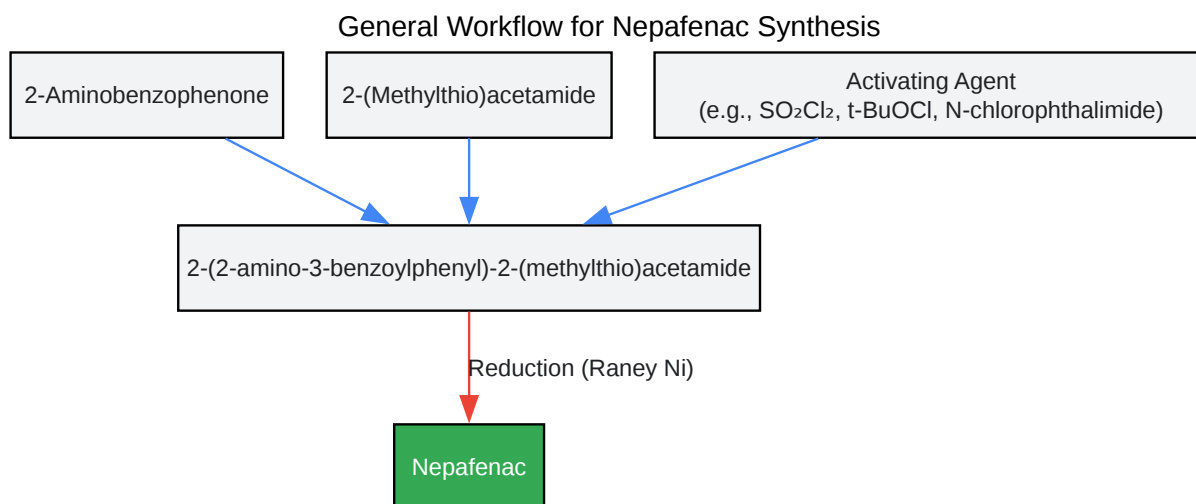 General Workflow for Nepafenac Synthesis
2-Aminobenzophenone
2-(Methylthio)acetamide
Activating Agent
(e.g., SO₂Cl₂, t-BuOCl, N-chlorophthalimide)
2-(2-amino-3-benzoylphenyl)-2-(methylthio)acetamide
Reduction (Raney Ni)
Nepafenac